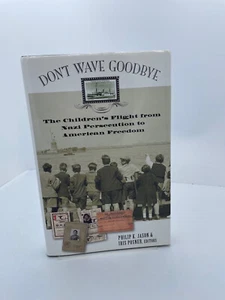 DON'T WAVE GOODBYE
The Children's Flight from
Nazi Persecution to
American Freedom
PHILIP K. JASON &
IRIS POSNER, EDITORS